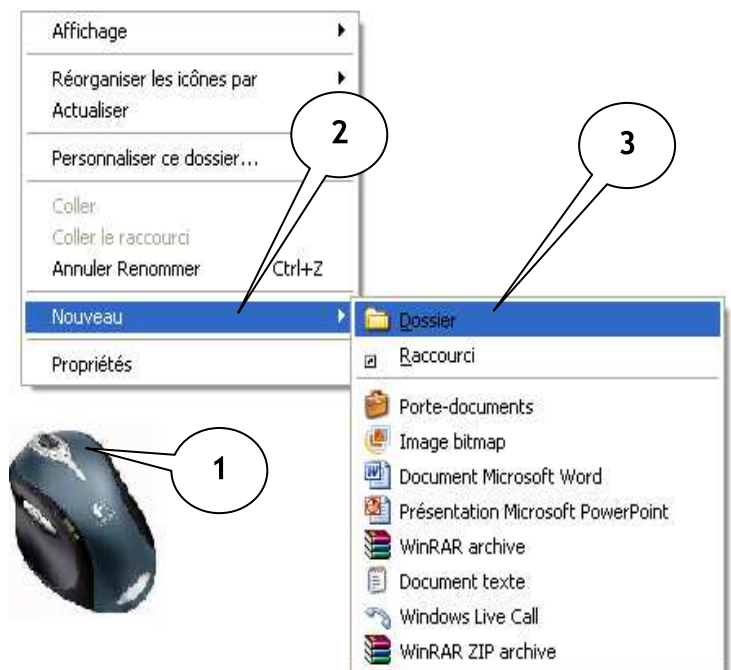 Affichage
Réorganiser les icônes par
Actualiser
Personnaliser ce dossier...
Coller
Coller le raccourci
Annuler Renommer Ctrl+Z
Nouveau
Propriétés
2
3
1
Dossier
Raccourci
Porte-documents
Image bitmap
Document Microsoft Word
Présentation Microsoft PowerPoint
WinRAR archive
Document texte
Windows Live Call
WinRAR ZIP archive